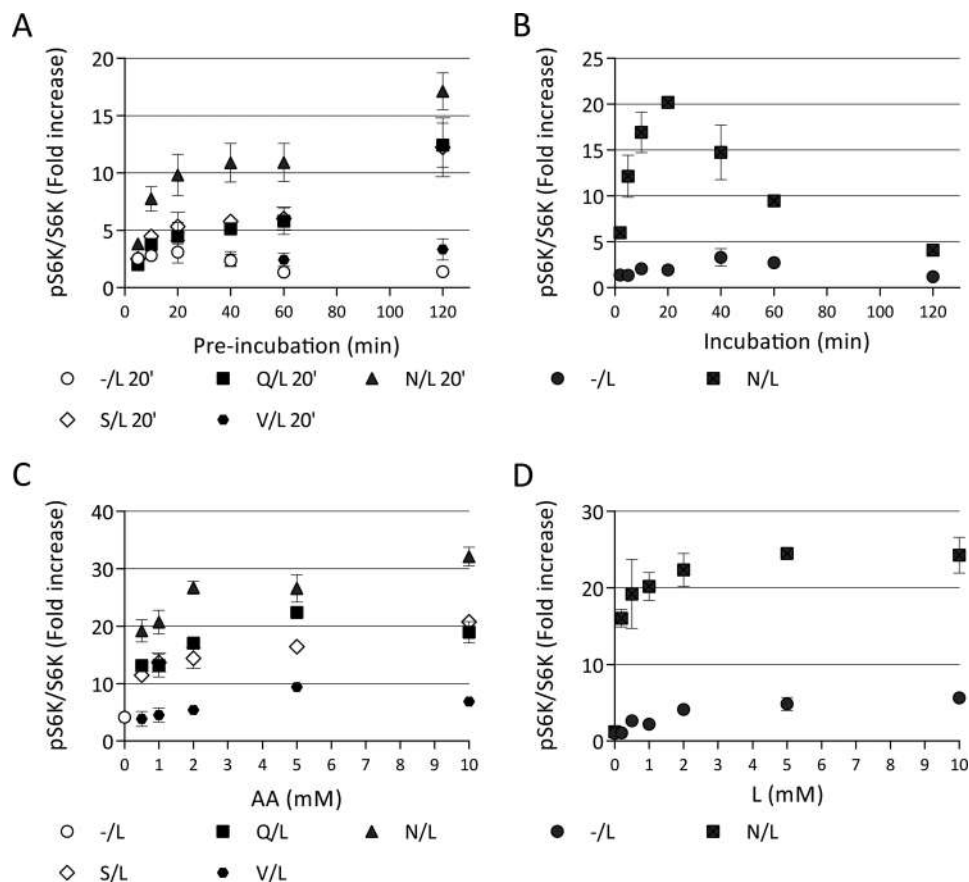 A
pS6K/S6K (Fold increase)
20
15
10
5
0
0 20 40 60 80 100 120
Pre-incubation (min)
-/L 20' Q/L 20' N/L 20'
S/L 20' V/L 20'
B
pS6K/S6K (Fold increase)
25
20
15
10
5
0
0 20 40 60 80 100 120
Incubation (min)
-/L N/L
C
pS6K/S6K (Fold increase)
40
30
20
10
0
0 1 2 3 4 5 6 7 8 9 10
AA (mM)
-/L Q/L N/L
S/L V/L
D
pS6K/S6K (Fold increase)
30
20
10
0
0 1 2 3 4 5 6 7 8 9 10
L (mM)
-/L N/L